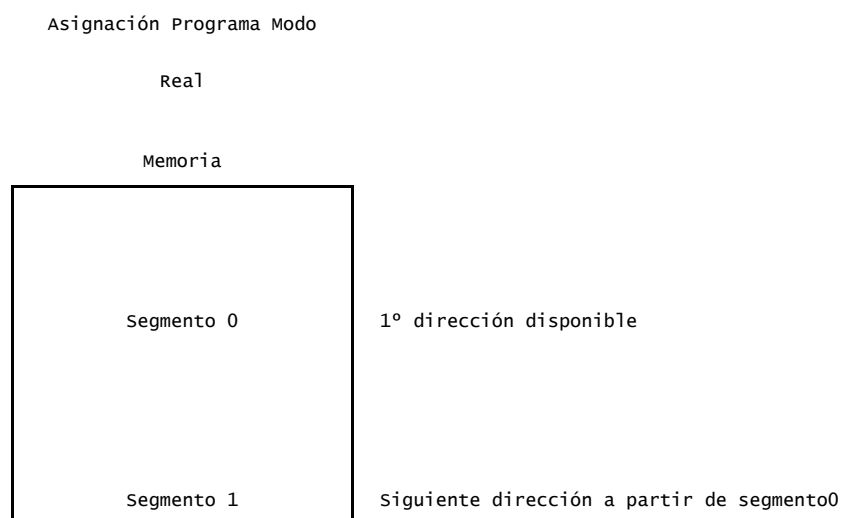 Asignación Programa Modo
Real
Memoria
Segmento 0 1º dirección disponible
Segmento 1 Siguiente dirección a partir de segmento0